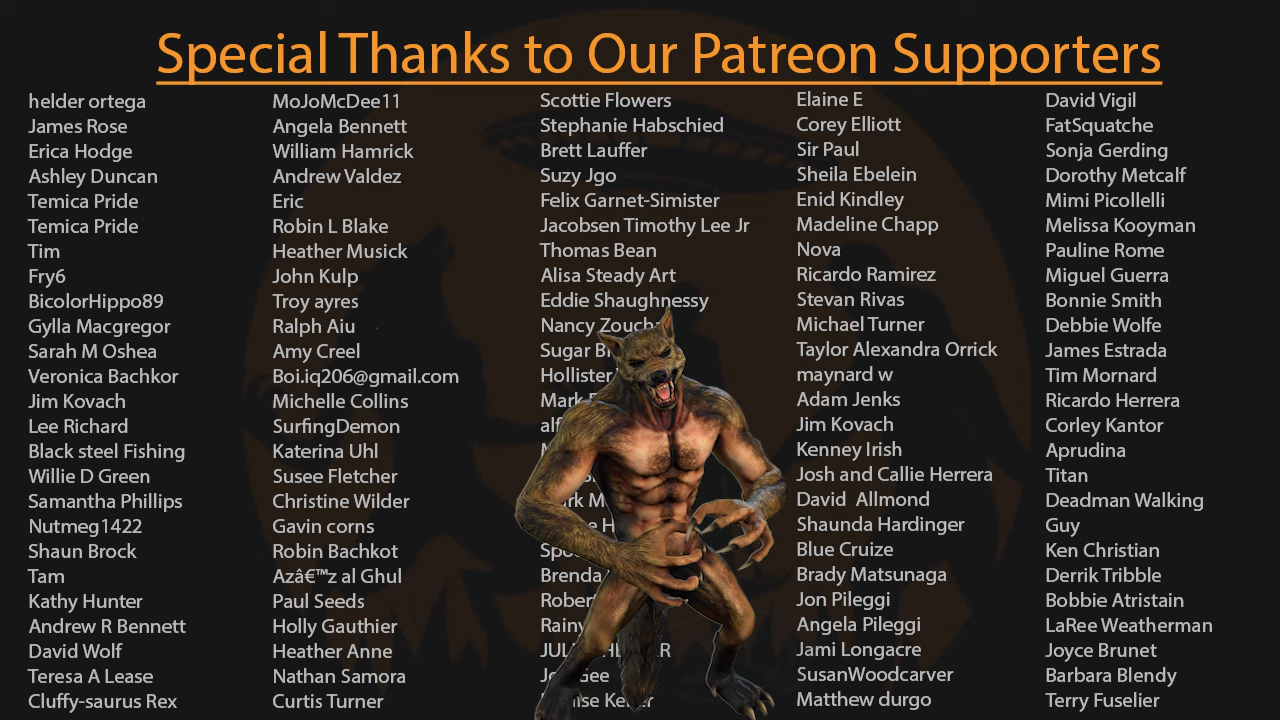 Special Thanks to Our Patreon Supporters
helder ortega
James Rose
Erica Hodge
Ashley Duncan
Temica Pride
Temica Pride
Tim
Fry6
BicolorHippo89
Gylla Macgregor
Sarah M Oshea
Veronica Bachkor
Jim Kovach
Lee Richard
Black steel Fishing
Willie D Green
Samantha Phillips
Nutmeg1422
Shaun Brock
Tam
Kathy Hunter
Andrew R Bennett
David Wolf
Teresa A Lease
Cluffy-saurus Rex
MoJoMcDee11
Angela Bennett
William Hamrick
Andrew Valdez
Eric
Robin L Blake
Heather Musick
John Kulp
Troy ayres
Ralph Aiu
Amy Creel
Boi.iq206@gmail.com
Michelle Collins
SurfingDemon
Katerina Uhl
Susee Fletcher
Christine Wilder
Gavin corns
Robin Bachkot
Azâ€™z al Ghul
Paul Seeds
Holly Gauthier
Heather Anne
Nathan Samora
Curtis Turner
Scottie Flowers
Stephanie Habschied
Brett Lauffer
Suzy Jgo
Felix Garnet-Simister
Jacobsen Timothy Lee Jr
Thomas Bean
Alisa Steady Art
Eddie Shaughnessy
Nancy
Sugar
Hollister
Mark
Brenda
Elaine E
Corey Elliott
Sir Paul
Sheila Ebelein
Enid Kindley
Madeline Chapp
Nova
Ricardo Ramirez
Stevan Rivas
Michael Turner
Taylor Alexandra Orrick
maynard w
Adam Jenks
Jim Kovach
Kenney Irish
Josh and Callie Herrera
David Allmond
Shaunda Hardinger
Blue Cruize
Brady Matsunaga
Jon Pileggi
Angela Pileggi
Jami Longacre
SusanWoodcarver
Matthew durgo
David Vigil
FatSquatche
Sonja Gerding
Dorothy Metcalf
Mimi Picollelli
Melissa Kooyman
Pauline Rome
Miguel Guerra
Bonnie Smith
Debbie Wolfe
James Estrada
Tim Mornard
Ricardo Herrera
Corley Kantor
Aprudina
Titan
Deadman Walking
Guy
Ken Christian
Derrik Tribble
Bobbie Atristain
LaRee Weatherman
Joyce Brunet
Barbara Blendy
Terry Fuselier